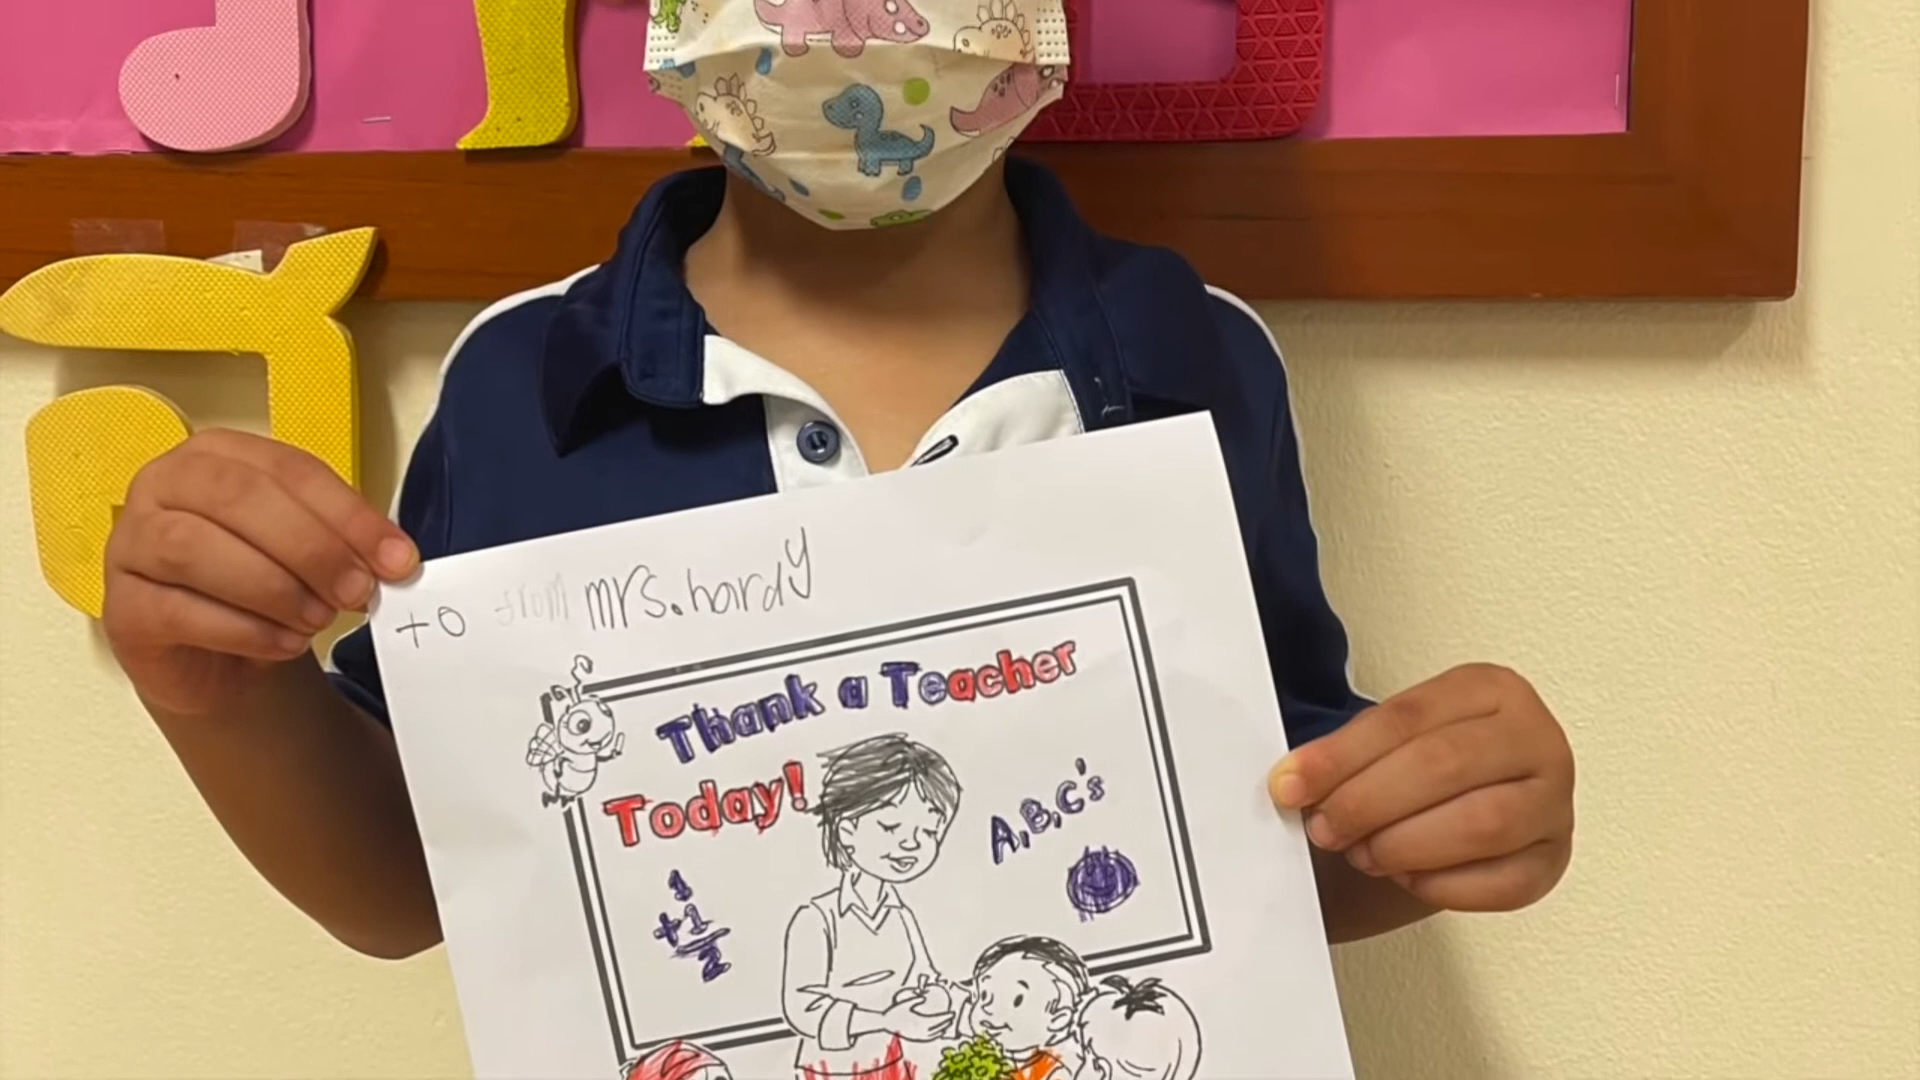 to from mrs.hardy
Thank a Teacher
Today!
A,B,C's
1
+1
2